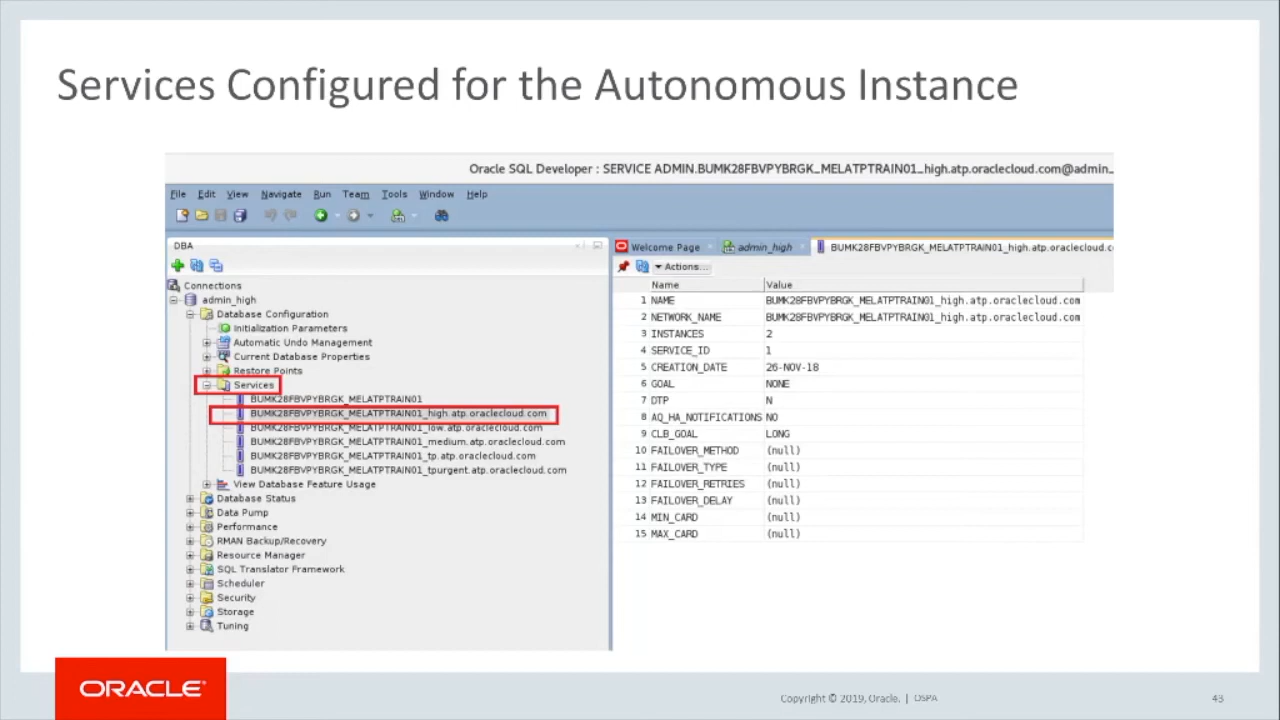 Services Configured for the Autonomous Instance
Oracle SQL Developer : SERVICE ADMIN.BUMK28FBVPYBRGK_MELATPTRAIN01_high.atp.oraclecloud.com@admin_
File Edit View Navigate Run Team Tools Window Help
DBA
Connections
admin_high
Database Configuration
Initialization Parameters
Automatic Undo Management
Current Database Properties
Restore Points
Services
BUMK28FBVPYBRGK_MELATPTRAIN01
BUMK28FBVPYBRGK_MELATPTRAIN01_high.atp.oraclecloud.com
BUMK28FBVPYBRGK_MELATPTRAIN01_low.atp.oraclecloud.com
BUMK28FBVPYBRGK_MELATPTRAIN01_medium.atp.oraclecloud.com
BUMK28FBVPYBRGK_MELATPTRAIN01_tp.atp.oraclecloud.com
BUMK28FBVPYBRGK_MELATPTRAIN01_tpurgent.atp.oraclecloud.com
View Database Feature Usage
Database Status
Data Pump
Performance
RMAN Backup/Recovery
Resource Manager
SQL Translator Framework
Scheduler
Security
Storage
Tuning
Welcome Page admin_high BUMK28FBVPYBRGK_MELATPTRAIN01_high.atp.oraclecloud.c
Actions...
Name Value
1 NAME BUMK28FBVPYBRGK_MELATPTRAIN01_high.atp.oraclecloud.com
2 NETWORK_NAME BUMK28FBVPYBRGK_MELATPTRAIN01_high.atp.oraclecloud.com
3 INSTANCES 2
4 SERVICE_ID 1
5 CREATION_DATE 26-NOV-18
6 GOAL NONE
7 DTP N
8 AQ_HA_NOTIFICATIONS NO
9 CLB_GOAL LONG
10 FAILOVER_METHOD (null)
11 FAILOVER_TYPE (null)
12 FAILOVER_RETRIES (null)
13 FAILOVER_DELAY (null)
14 MIN_CARD (null)
15 MAX_CARD (null)
ORACLE®
Copyright © 2019, Oracle. | OSPA
43